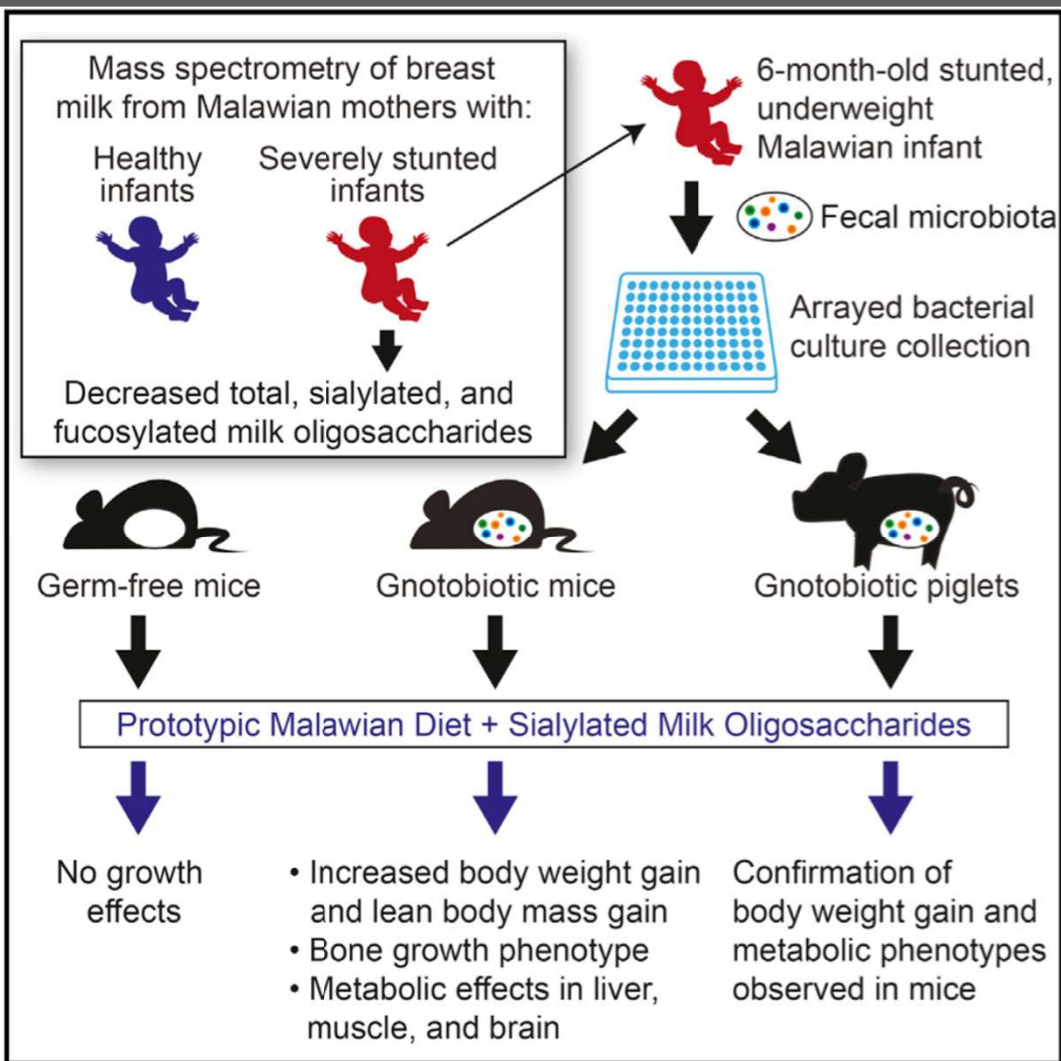 Mass spectrometry of breast
milk from Malawian mothers with:
Healthy
infants
Severely stunted
infants
Decreased total, sialylated, and
fucosylated milk oligosaccharides
6-month-old stunted,
underweight
Malawian infant
Fecal microbiota
Arrayed bacterial
culture collection
Germ-free mice
Gnotobiotic mice
Gnotobiotic piglets
Prototypic Malawian Diet + Sialylated Milk Oligosaccharides
No growth
effects
• Increased body weight gain
and lean body mass gain
• Bone growth phenotype
• Metabolic effects in liver,
muscle, and brain
Confirmation of
body weight gain and
metabolic phenotypes
observed in mice